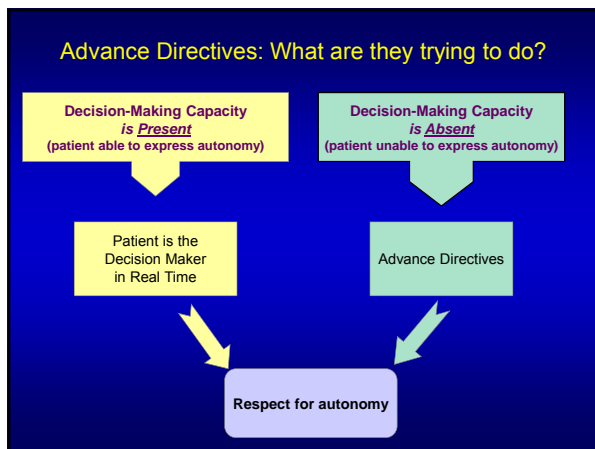 Advance Directives: What are they trying to do?
Decision-Making Capacity
is Present
(patient able to express autonomy)
Decision-Making Capacity
is Absent
(patient unable to express autonomy)
Patient is the
Decision Maker
in Real Time
Advance Directives
Respect for autonomy